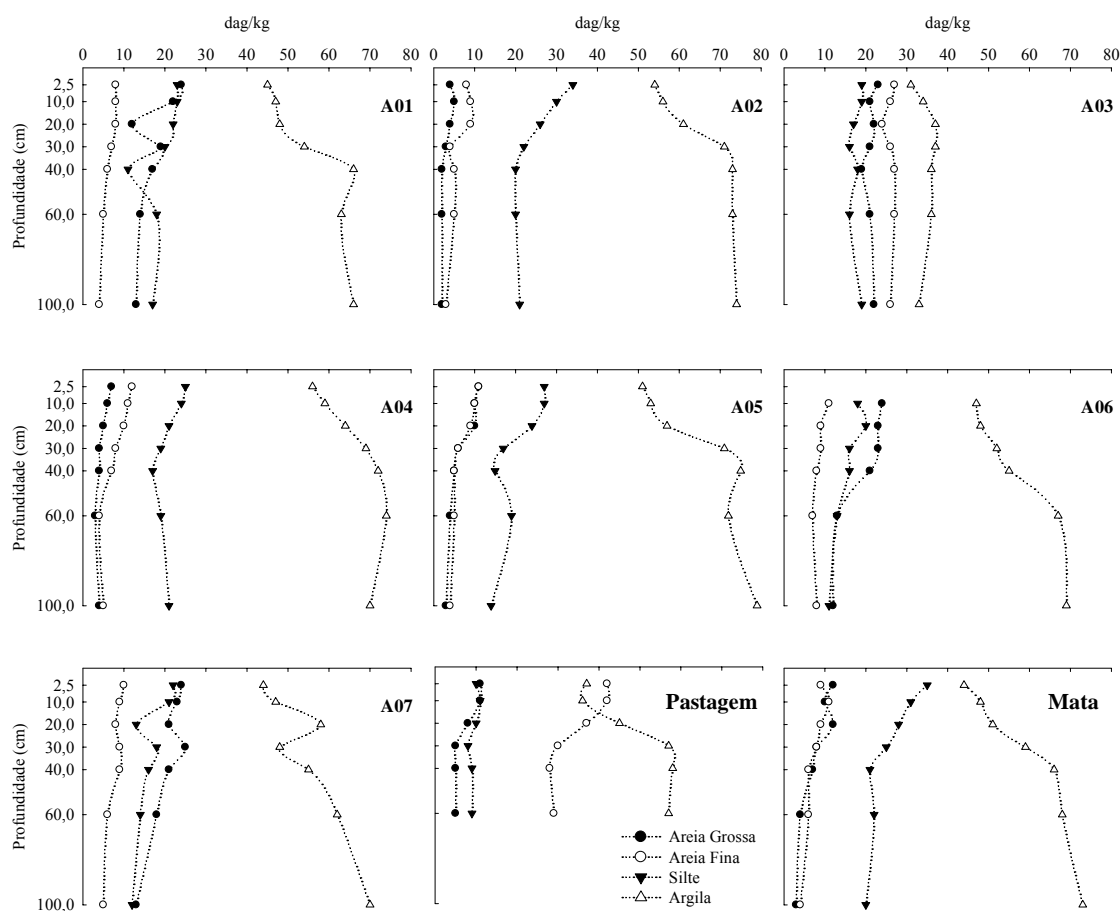 dag/kg dag/kg dag/kg
0 10 20 30 40 50 60 70 80 0 10 20 30 40 50 60 70 80 0 10 20 30 40 50 60 70 80
Profundidade (cm)
2,5
10,0
20,0
30,0
40,0
60,0
100,0
A01
A02
A03
Profundidade (cm)
2,5
10,0
20,0
30,0
40,0
60,0
100,0
A04
A05
A06
Profundidade (cm)
2,5
10,0
20,0
30,0
40,0
60,0
100,0
A07
Pastagem
Mata
Areia Grossa
Areia Fina
Silte
Argila